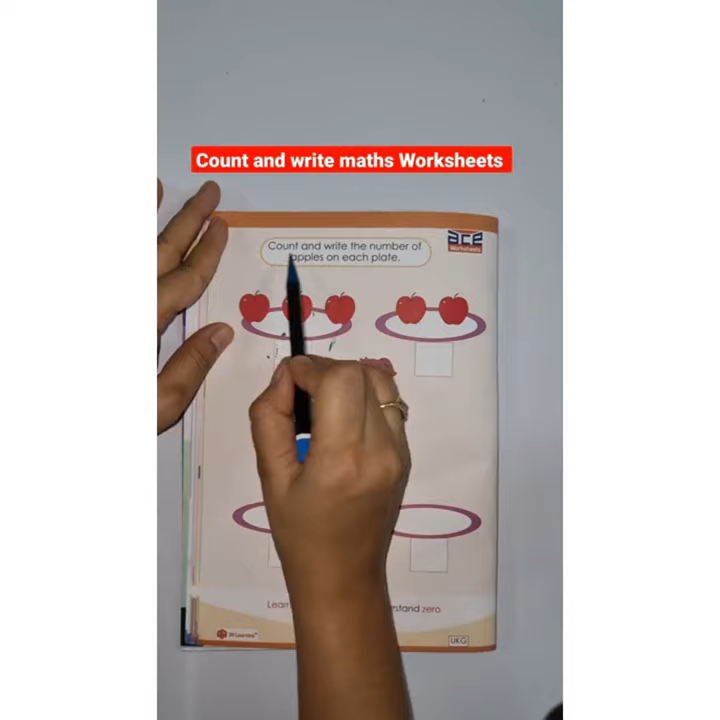 Count and write maths Worksheets
Count and write the number of
apples on each plate.
ace
Worksheets
Learn
zero.
UKG